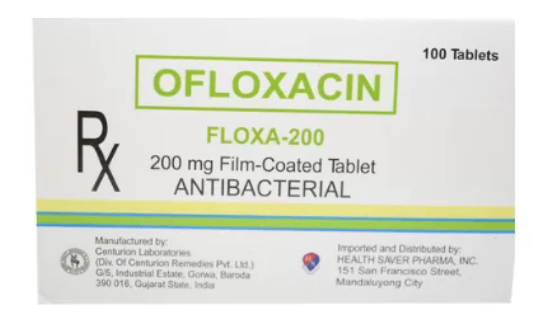 100 Tablets
OFLOXACIN
Rx
FLOXA-200
200 mg Film-Coated Tablet
ANTIBACTERIAL
Manufactured by:
Centurion Laboratories
(Div. Of Centurion Remedies Pvt. Ltd.)
G/5, Industrial Estate, Gorwa, Baroda
390 016, Gujarat State, India
Imported and Distributed by:
HEALTH SAVER PHARMA, INC.
151 San Francisco Street,
Mandaluyong City